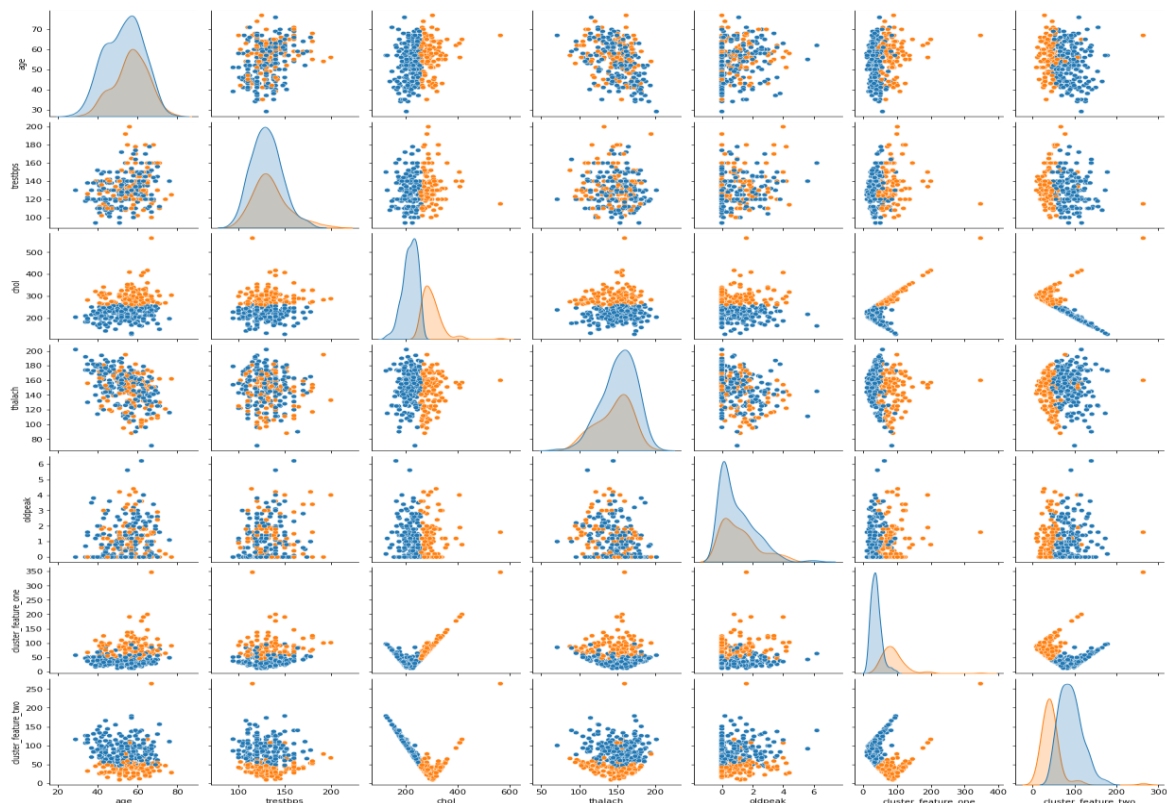 age
70
60
50
40
30
trestbps
200
180
160
140
120
100
chol
500
400
300
200
thalach
200
180
160
140
120
100
80
oldpeak
6
5
4
3
2
1
0
cluster_feature_one
350
300
250
200
150
100
50
0
cluster_feature_two
250
200
150
100
50
0
20 40 60 80
100 150 200
200 400 600
50 100 150 200
0 2 4 6
0 100 200 300 400
0 100 200 300
age trestbps chol thalach oldpeak cluster_feature_one cluster_feature_two